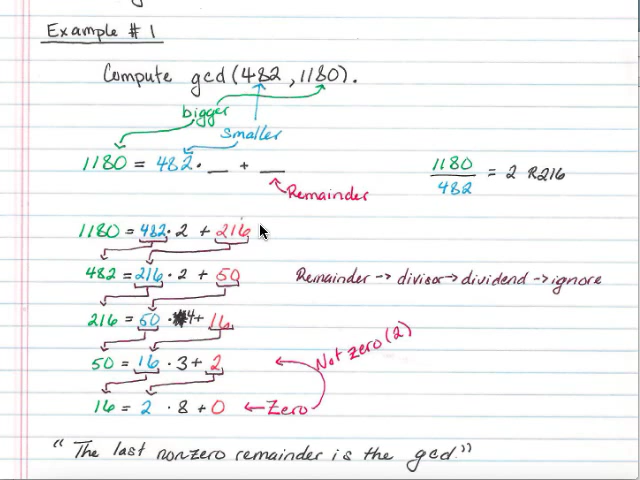 Example # 1
Compute gcd(482, 1180).
bigger
Smaller
1180 = 482 · __ + __
1180 / 482 = 2 R216
Remainder
1180 = 482 · 2 + 216
482 = 216 · 2 + 50
Remainder -> divisor -> dividend -> ignore
216 = 50 · 4 + 16
Not zero (2)
50 = 16 · 3 + 2
16 = 2 · 8 + 0 <- Zero
"The last nonzero remainder is the gcd"